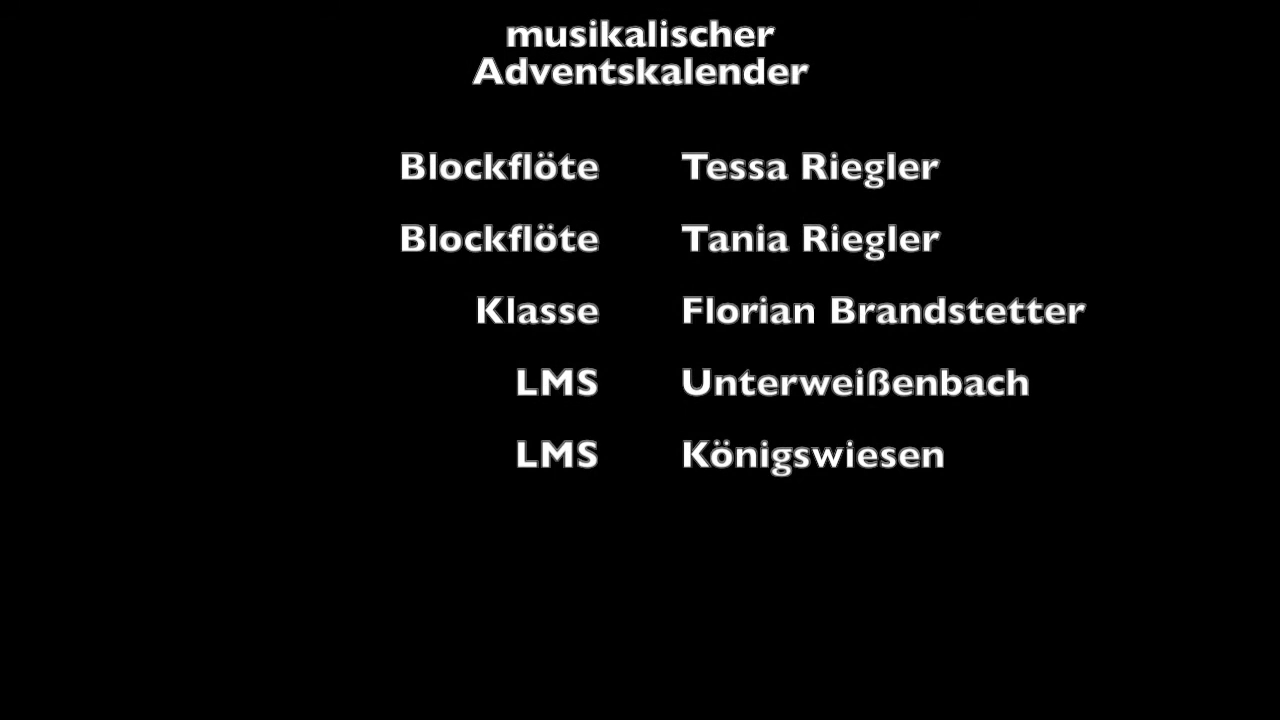 musikalischer
Adventskalender
Blockflöte Tessa Riegler
Blockflöte Tania Riegler
Klasse Florian Brandstetter
LMS Unterweißenbach
LMS Königswiesen